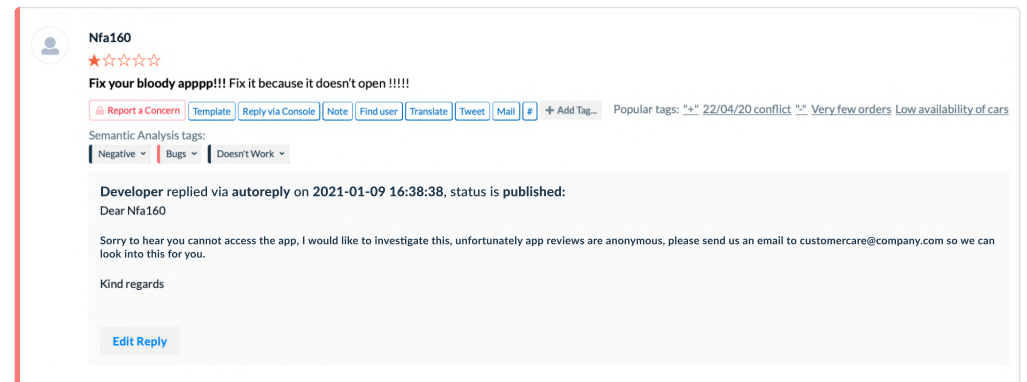 Nfa160
Fix your bloody apppp!!! Fix it because it doesn't open !!!!!
Report a Concern Template Reply via Console Note Find user Translate Tweet Mail # + Add Tag... Popular tags: "+" 22/04/20 conflict "-" Very few orders Low availability of cars
Semantic Analysis tags:
Negative Bugs Doesn't Work
Developer replied via autoreply on 2021-01-09 16:38:38, status is published:
Dear Nfa160
Sorry to hear you cannot access the app, I would like to investigate this, unfortunately app reviews are anonymous, please send us an email to customercare@company.com so we can
look into this for you.
Kind regards
Edit Reply